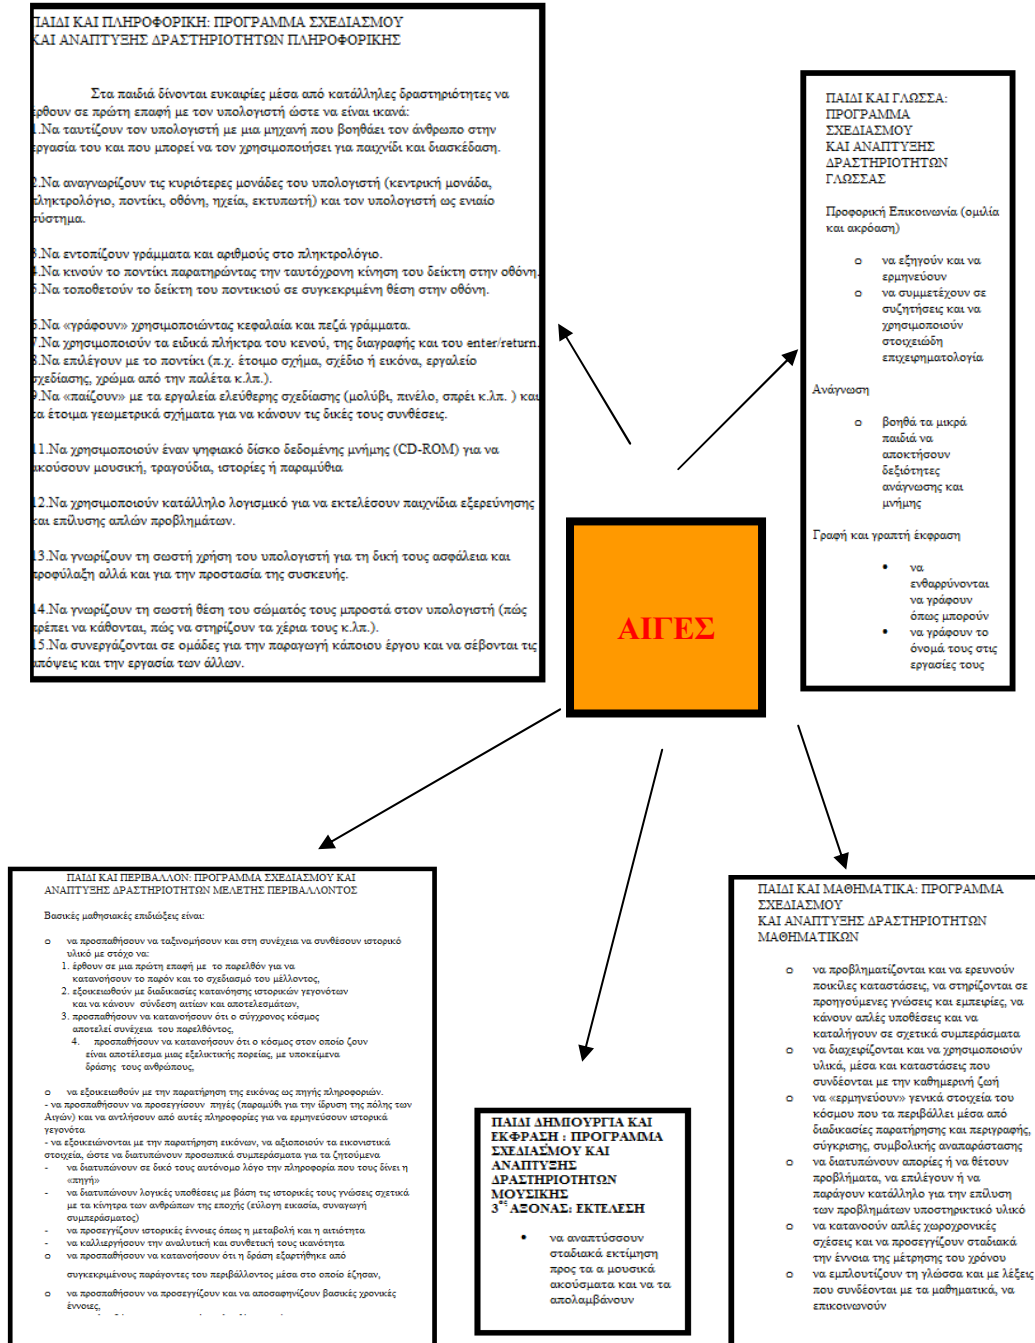 ΠΑΙΔΙ ΚΑΙ ΠΛΗΡΟΦΟΡΙΚΗ: ΠΡΟΓΡΑΜΜΑ ΣΧΕΔΙΑΣΜΟΥ
ΚΑΙ ΑΝΑΠΤΥΞΗΣ ΔΡΑΣΤΗΡΙΟΤΗΤΩΝ ΠΛΗΡΟΦΟΡΙΚΗΣ
Στα παιδιά δίνονται ευκαιρίες μέσα από κατάλληλες δραστηριότητες να
έρθουν σε πρώτη επαφή με τον υπολογιστή ώστε να είναι ικανά:
1.Να ταυτίζουν τον υπολογιστή με μια μηχανή που βοηθάει τον άνθρωπο στην
εργασία του και που μπορεί να τον χρησιμοποιήσει για παιχνίδι και διασκέδαση.
2.Να αναγνωρίζουν τις κυριότερες μονάδες του υπολογιστή (κεντρική μονάδα,
πληκτρολόγιο, ποντίκι, οθόνη, ηχεία, εκτυπωτή) και τον υπολογιστή ως ενιαίο
σύστημα.
3.Να εντοπίζουν γράμματα και αριθμούς στο πληκτρολόγιο.
4.Να κινούν το ποντίκι παρατηρώντας την ταυτόχρονη κίνηση του δείκτη στην οθόνη.
5.Να τοποθετούν το δείκτη του ποντικιού σε συγκεκριμένη θέση στην οθόνη.
6.Να «γράφουν» χρησιμοποιώντας κεφαλαία και πεζά γράμματα.
7.Να χρησιμοποιούν τα ειδικά πλήκτρα του κενού, της διαγραφής και του enter/return.
8.Να επιλέγουν με το ποντίκι (π.χ. έτοιμο σχήμα, σχέδιο ή εικόνα, εργαλείο
σχεδίασης, χρώμα από την παλέτα κ.λπ.).
9.Να «παίζουν» με τα εργαλεία ελεύθερης σχεδίασης (μολύβι, πινέλο, σπρέι κ.λπ. ) και
τα έτοιμα γεωμετρικά σχήματα για να κάνουν τις δικές τους συνθέσεις.
11.Να χρησιμοποιούν έναν ψηφιακό δίσκο δεδομένης μνήμης (CD-ROM) για να
ακούσουν μουσική, τραγούδια, ιστορίες ή παραμύθια
12.Να χρησιμοποιούν κατάλληλο λογισμικό για να εκτελέσουν παιχνίδια εξερεύνησης
και επίλυσης απλών προβλημάτων.
13.Να γνωρίζουν τη σωστή χρήση του υπολογιστή για τη δική τους ασφάλεια και
προφύλαξη αλλά και για την προστασία της συσκευής.
14.Να γνωρίζουν τη σωστή θέση του σώματός τους μπροστά στον υπολογιστή (πώς
πρέπει να κάθονται, πώς να στηρίζουν τα χέρια τους κ.λπ.).
15.Να συνεργάζονται σε ομάδες για την παραγωγή κάποιου έργου και να σέβονται τις
απόψεις και την εργασία των άλλων.
ΠΑΙΔΙ ΚΑΙ ΓΛΩΣΣΑ:
ΠΡΟΓΡΑΜΜΑ
ΣΧΕΔΙΑΣΜΟΥ
ΚΑΙ ΑΝΑΠΤΥΞΗΣ
ΔΡΑΣΤΗΡΙΟΤΗΤΩΝ
ΓΛΩΣΣΑΣ
Προφορική Επικοινωνία (ομιλία
και ακρόαση)
o να εξηγούν και να
ερμηνεύουν
o να συμμετέχουν σε
συζητήσεις και να
χρησιμοποιούν
στοιχειώδη
επιχειρηματολογία
Ανάγνωση
o βοηθά τα μικρά
παιδιά να
αποκτήσουν
δεξιότητες
ανάγνωσης και
μνήμης
Γραφή και γραπτή έκφραση
• να
ενθαρρύνονται
να γράφουν
όπως μπορούν
• να γράφουν το
όνομά τους στις
εργασίες τους
ΑΙΓΕΣ
ΠΑΙΔΙ ΚΑΙ ΠΕΡΙΒΑΛΛΟΝ: ΠΡΟΓΡΑΜΜΑ ΣΧΕΔΙΑΣΜΟΥ ΚΑΙ
ΑΝΑΠΤΥΞΗΣ ΔΡΑΣΤΗΡΙΟΤΗΤΩΝ ΜΕΛΕΤΗΣ ΠΕΡΙΒΑΛΛΟΝΤΟΣ
Βασικές μαθησιακές επιδιώξεις είναι:
o να προσπαθήσουν να ταξινομήσουν και στη συνέχεια να συνθέσουν ιστορικό
υλικό με στόχο να:
1. έρθουν σε μια πρώτη επαφή με το παρελθόν για να
κατανοήσουν το παρόν και το σχεδιασμό του μέλλοντος,
2. εξοικειωθούν με διαδικασίες κατανόησης ιστορικών γεγονότων
και να κάνουν σύνδεση αιτίων και αποτελεσμάτων,
3. προσπαθήσουν να κατανοήσουν ότι ο σύγχρονος κόσμος
αποτελεί συνέχεια του παρελθόντος,
4. προσπαθήσουν να κατανοήσουν ότι ο κόσμος στον οποίο ζουν
είναι αποτέλεσμα μιας εξελικτικής πορείας, με υποκείμενα
δράσης τους ανθρώπους,
o να εξοικειωθούν με την παρατήρηση της εικόνας ως πηγής πληροφοριών.
- να προσπαθήσουν να προσεγγίσουν πηγές (παραμύθι για την ίδρυση της πόλης των
Αιγών) και να αντλήσουν από αυτές πληροφορίες για να ερμηνεύσουν ιστορικά
γεγονότα
- να εξοικειώνονται με την παρατήρηση εικόνων, να αξιοποιούν τα εικονιστικά
στοιχεία, ώστε να διατυπώνουν προσωπικά συμπεράσματα για τα ζητούμενα
- να διατυπώνουν σε δικό τους αυτόνομο λόγο την πληροφορία που τους δίνει η
«πηγή»
- να διατυπώνουν λογικές υποθέσεις με βάση τις ιστορικές τους γνώσεις σχετικά
με τα κίνητρα των ανθρώπων της εποχής (εύλογη εικασία, συναγωγή
συμπεράσματος)
- να προσεγγίζουν ιστορικές έννοιες όπως η μεταβολή και η αιτιότητα
- να καλλιεργήσουν την αναλυτική και συνθετική τους ικανότητα
o να προσπαθήσουν να κατανοήσουν ότι η δράση εξαρτήθηκε από
συγκεκριμένους παράγοντες του περιβάλλοντος μέσα στο οποίο έζησαν,
o να προσπαθήσουν να προσεγγίζουν και να αποσαφηνίζουν βασικές χρονικές
έννοιες,
ΠΑΙΔΙ ΔΗΜΙΟΥΡΓΙΑ ΚΑΙ
ΕΚΦΡΑΣΗ : ΠΡΟΓΡΑΜΜΑ
ΣΧΕΔΙΑΣΜΟΥ ΚΑΙ
ΑΝΑΠΤΥΞΗΣ
ΔΡΑΣΤΗΡΙΟΤΗΤΩΝ
ΜΟΥΣΙΚΗΣ
3ος ΑΞΟΝΑΣ: ΕΚΤΕΛΕΣΗ
• να αναπτύσσουν
σταδιακά εκτίμηση
προς τα α μουσικά
ακούσματα και να τα
απολαμβάνουν
ΠΑΙΔΙ ΚΑΙ ΜΑΘΗΜΑΤΙΚΑ: ΠΡΟΓΡΑΜΜΑ
ΣΧΕΔΙΑΣΜΟΥ
ΚΑΙ ΑΝΑΠΤΥΞΗΣ ΔΡΑΣΤΗΡΙΟΤΗΤΩΝ
ΜΑΘΗΜΑΤΙΚΩΝ
o να προβληματίζονται και να ερευνούν
ποικίλες καταστάσεις, να στηρίζονται σε
προηγούμενες γνώσεις και εμπειρίες, να
κάνουν απλές υποθέσεις και να
καταλήγουν σε σχετικά συμπεράσματα
o να διαχειρίζονται και να χρησιμοποιούν
υλικά, μέσα και καταστάσεις που
συνδέονται με την καθημερινή ζωή
o να «ερμηνεύουν» γενικά στοιχεία του
κόσμου που τα περιβάλλει μέσα από
διαδικασίες παρατήρησης και περιγραφής,
σύγκρισης, συμβολικής αναπαράστασης
o να διατυπώνουν απορίες ή να θέτουν
προβλήματα, να επιλέγουν ή να
παράγουν κατάλληλο για την επίλυση
των προβλημάτων υποστηρικτικό υλικό
o να κατανοούν απλές χωροχρονικές
σχέσεις και να προσεγγίζουν σταδιακά
την έννοια της μέτρησης του χρόνου
o να εμπλουτίζουν τη γλώσσα και με λέξεις
που συνδέονται με τα μαθηματικά, να
επικοινωνούν